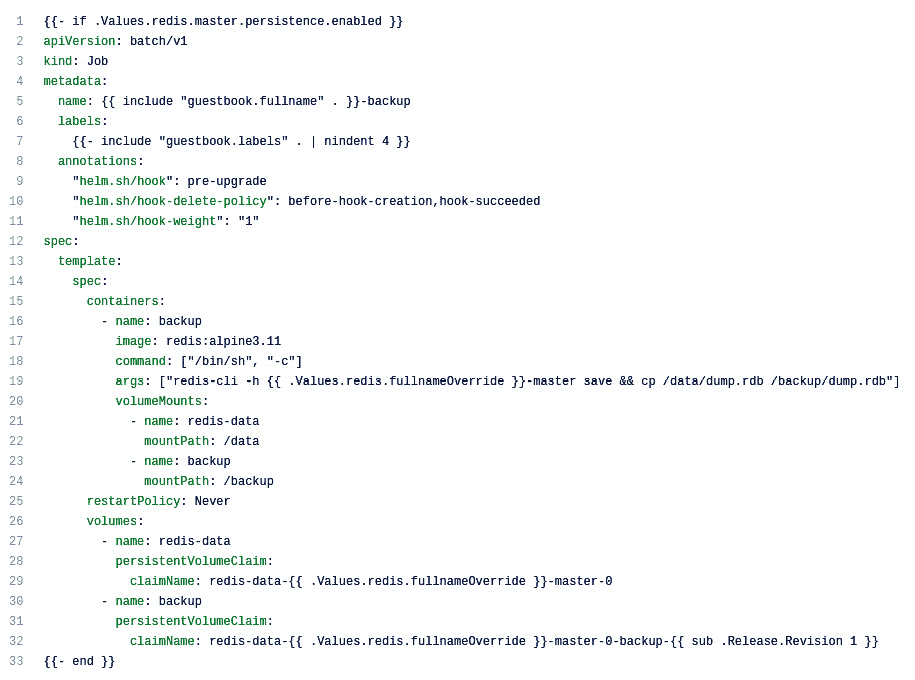 1 {{- if .Values.redis.master.persistence.enabled }}
2 apiVersion: batch/v1
3 kind: Job
4 metadata:
5   name: {{ include "guestbook.fullname" . }}-backup
6   labels:
7     {{- include "guestbook.labels" . | nindent 4 }}
8   annotations:
9     "helm.sh/hook": pre-upgrade
10     "helm.sh/hook-delete-policy": before-hook-creation,hook-succeeded
11     "helm.sh/hook-weight": "1"
12 spec:
13   template:
14     spec:
15       containers:
16         - name: backup
17           image: redis:alpine3.11
18           command: ["/bin/sh", "-c"]
19           args: ["redis-cli -h {{ .Values.redis.fullnameOverride }}-master save && cp /data/dump.rdb /backup/dump.rdb"]
20           volumeMounts:
21             - name: redis-data
22               mountPath: /data
23             - name: backup
24               mountPath: /backup
25       restartPolicy: Never
26       volumes:
27         - name: redis-data
28           persistentVolumeClaim:
29             claimName: redis-data-{{ .Values.redis.fullnameOverride }}-master-0
30         - name: backup
31           persistentVolumeClaim:
32             claimName: redis-data-{{ .Values.redis.fullnameOverride }}-master-0-backup-{{ sub .Release.Revision 1 }}
33 {{- end }}